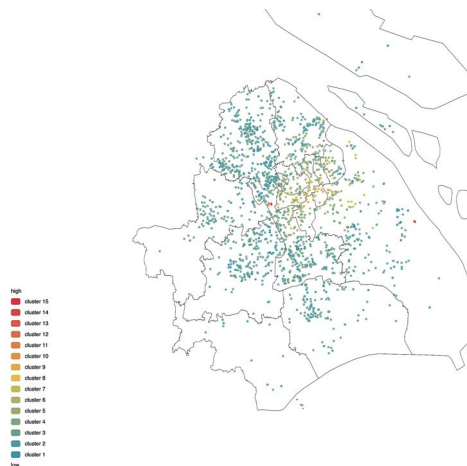 high
cluster 15
cluster 14
cluster 13
cluster 12
cluster 11
cluster 10
cluster 9
cluster 8
cluster 7
cluster 6
cluster 5
cluster 4
cluster 3
cluster 2
cluster 1
low